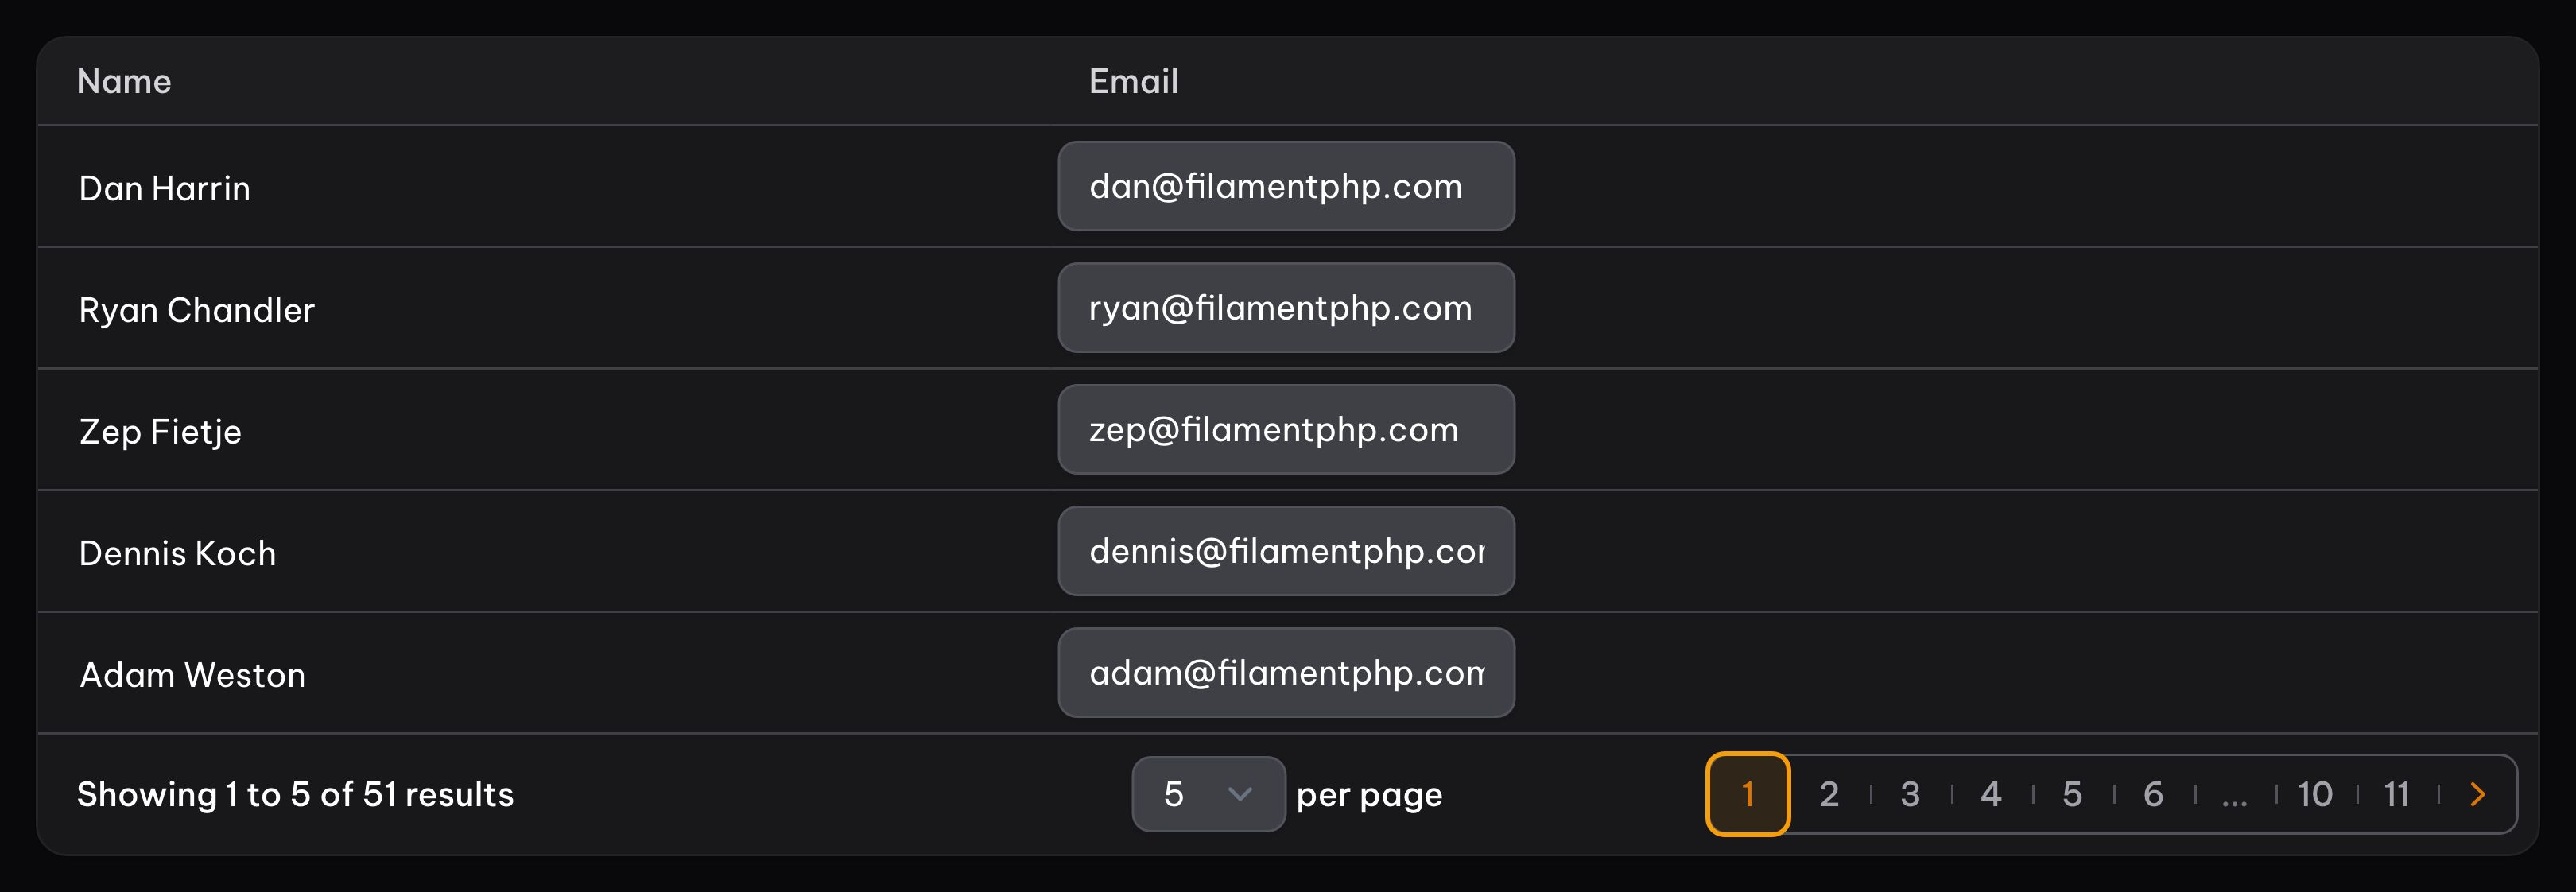 Name Email
Dan Harrin dan@filamentphp.com
Ryan Chandler ryan@filamentphp.com
Zep Fietje zep@filamentphp.com
Dennis Koch dennis@filamentphp.co
Adam Weston adam@filamentphp.com
Showing 1 to 5 of 51 results 5 per page 1 2 3 4 5 6 ... 10 11